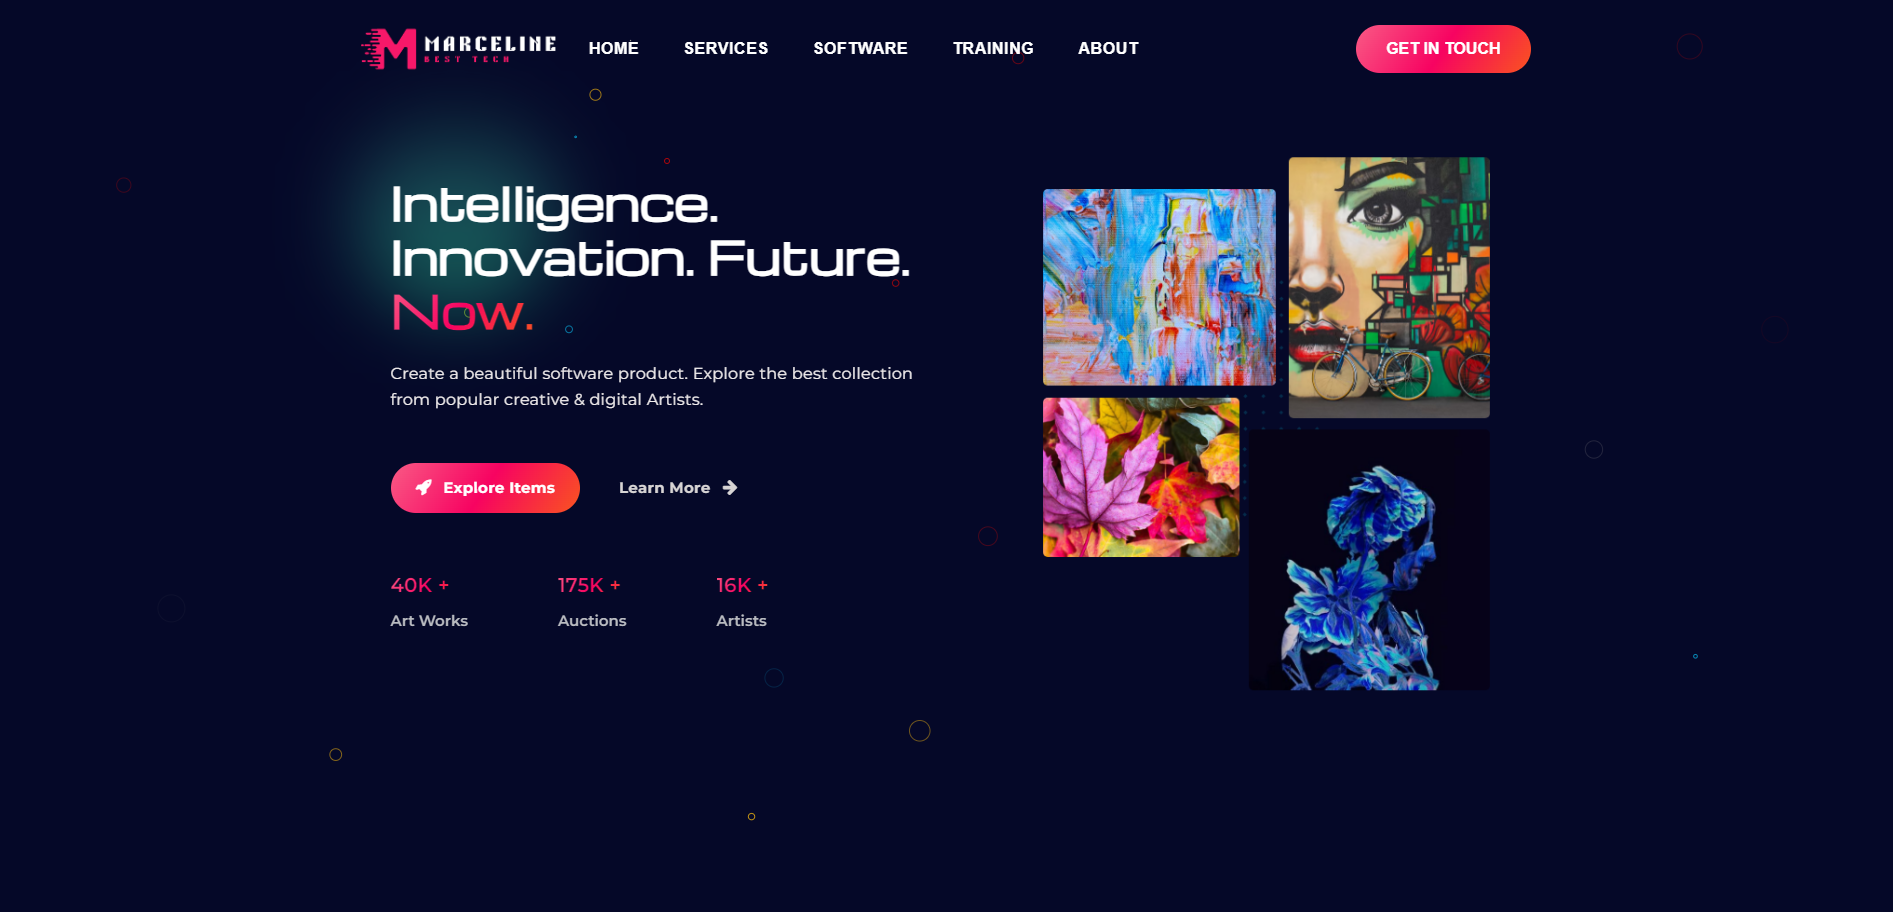 MARCELINE
BEST TECH
HOME SERVICES SOFTWARE TRAINING ABOUT
GET IN TOUCH
Intelligence.
Innovation. Future.
Now.
Create a beautiful software product. Explore the best collection
from popular creative & digital Artists.
Explore Items
Learn More
40K + 175K + 16K +
Art Works Auctions Artists